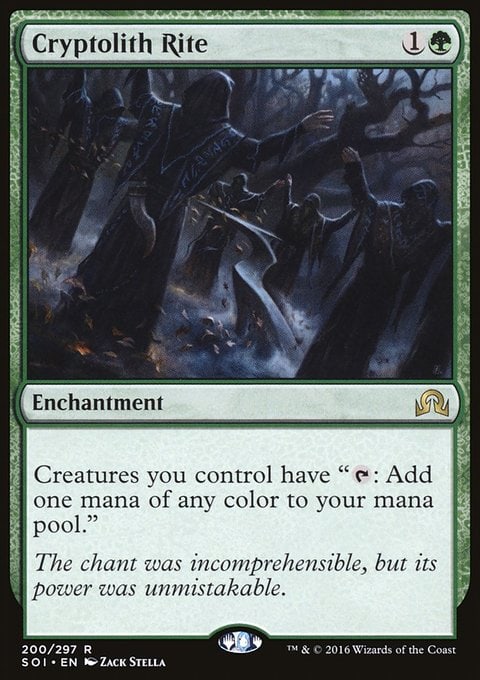 Cryptolith Rite 1
Enchantment
Creatures you control have “: Add
one mana of any color to your mana
pool.”
The chant was incomprehensible, but its
power was unmistakable.
200/297 R
SOI • EN Zack Stella
™ & © 2016 Wizards of the Coast